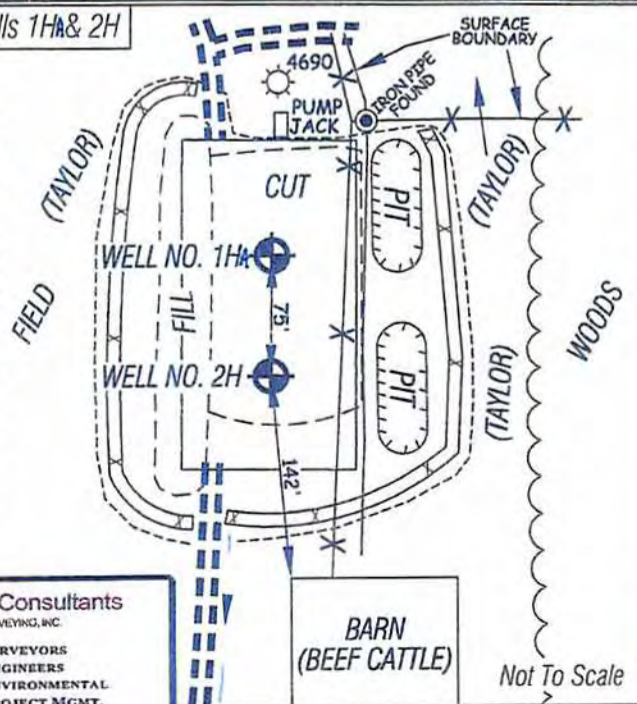 lls 1HA & 2H
SURFACE
BOUNDARY
4690
IRON PIPE
FOUND
PUMP
JACK
(TAYLOR)
CUT
PIT
(TAYLOR)
WELL NO. 1HA
FIELD
FILL
75'
WOODS
WELL NO. 2H
PIT
(TAYLOR)
142'
Consultants
VEYING, INC.
RVEYORS
GINEERS
VIRONMENTAL
OJECT MGMT.
BARN
(BEEF CATTLE)
Not To Scale